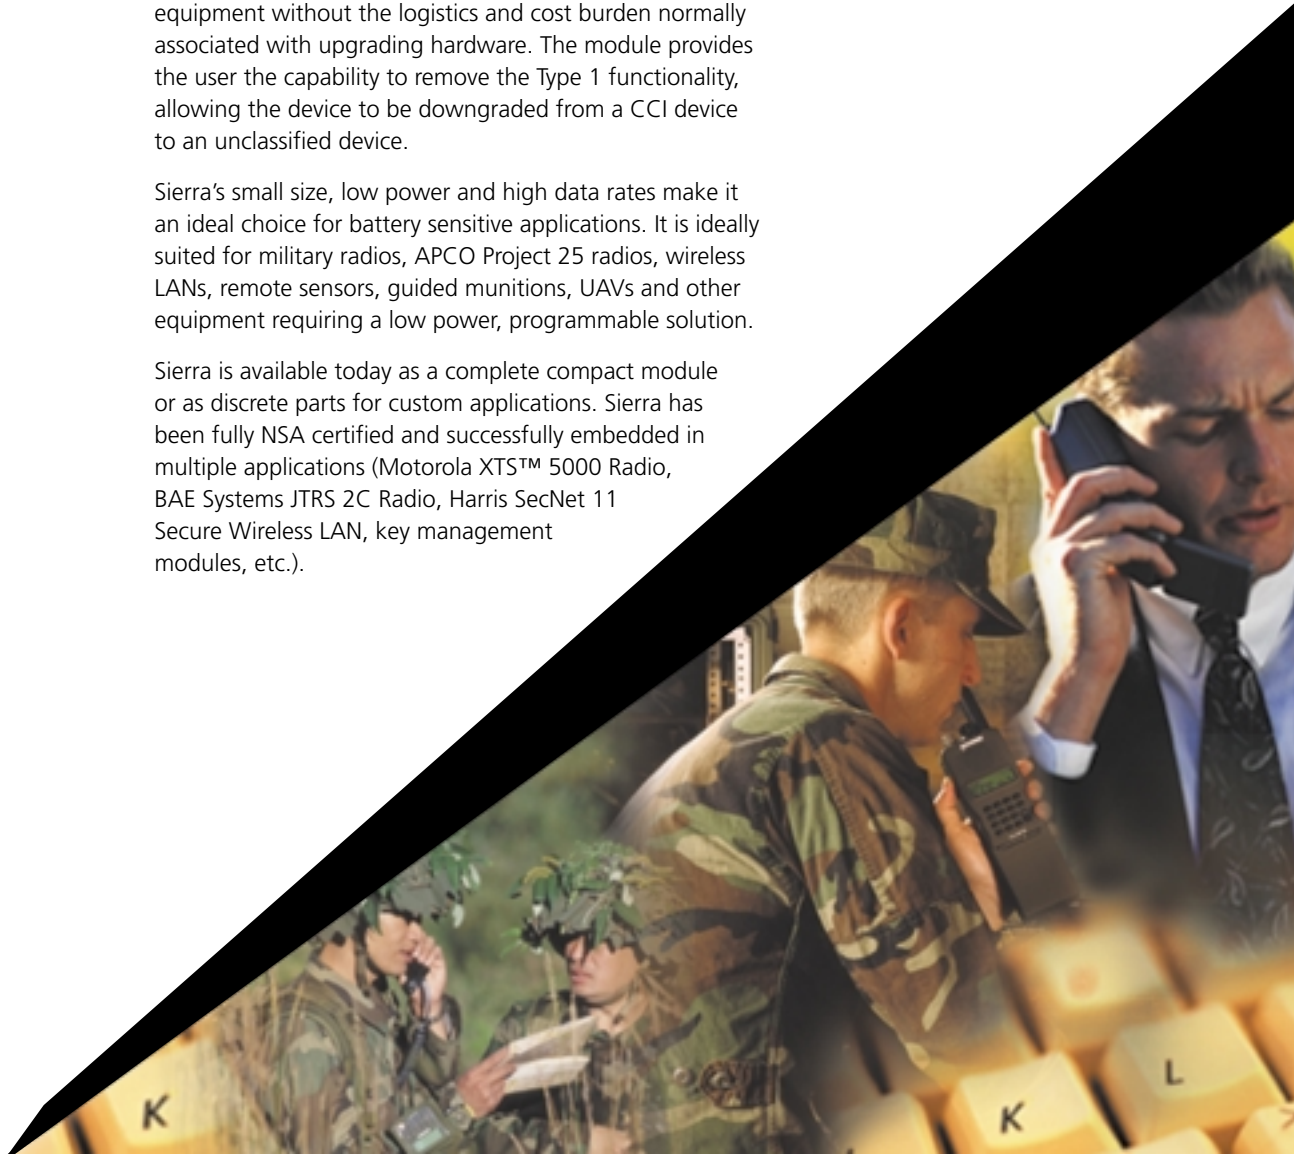 equipment without the logistics and cost burden normally
associated with upgrading hardware. The module provides
the user the capability to remove the Type 1 functionality,
allowing the device to be downgraded from a CCI device
to an unclassified device.
Sierra’s small size, low power and high data rates make it
an ideal choice for battery sensitive applications. It is ideally
suited for military radios, APCO Project 25 radios, wireless
LANs, remote sensors, guided munitions, UAVs and other
equipment requiring a low power, programmable solution.
Sierra is available today as a complete compact module
or as discrete parts for custom applications. Sierra has
been fully NSA certified and successfully embedded in
multiple applications (Motorola XTS™ 5000 Radio,
BAE Systems JTRS 2C Radio, Harris SecNet 11
Secure Wireless LAN, key management
modules, etc.).
L
K
K